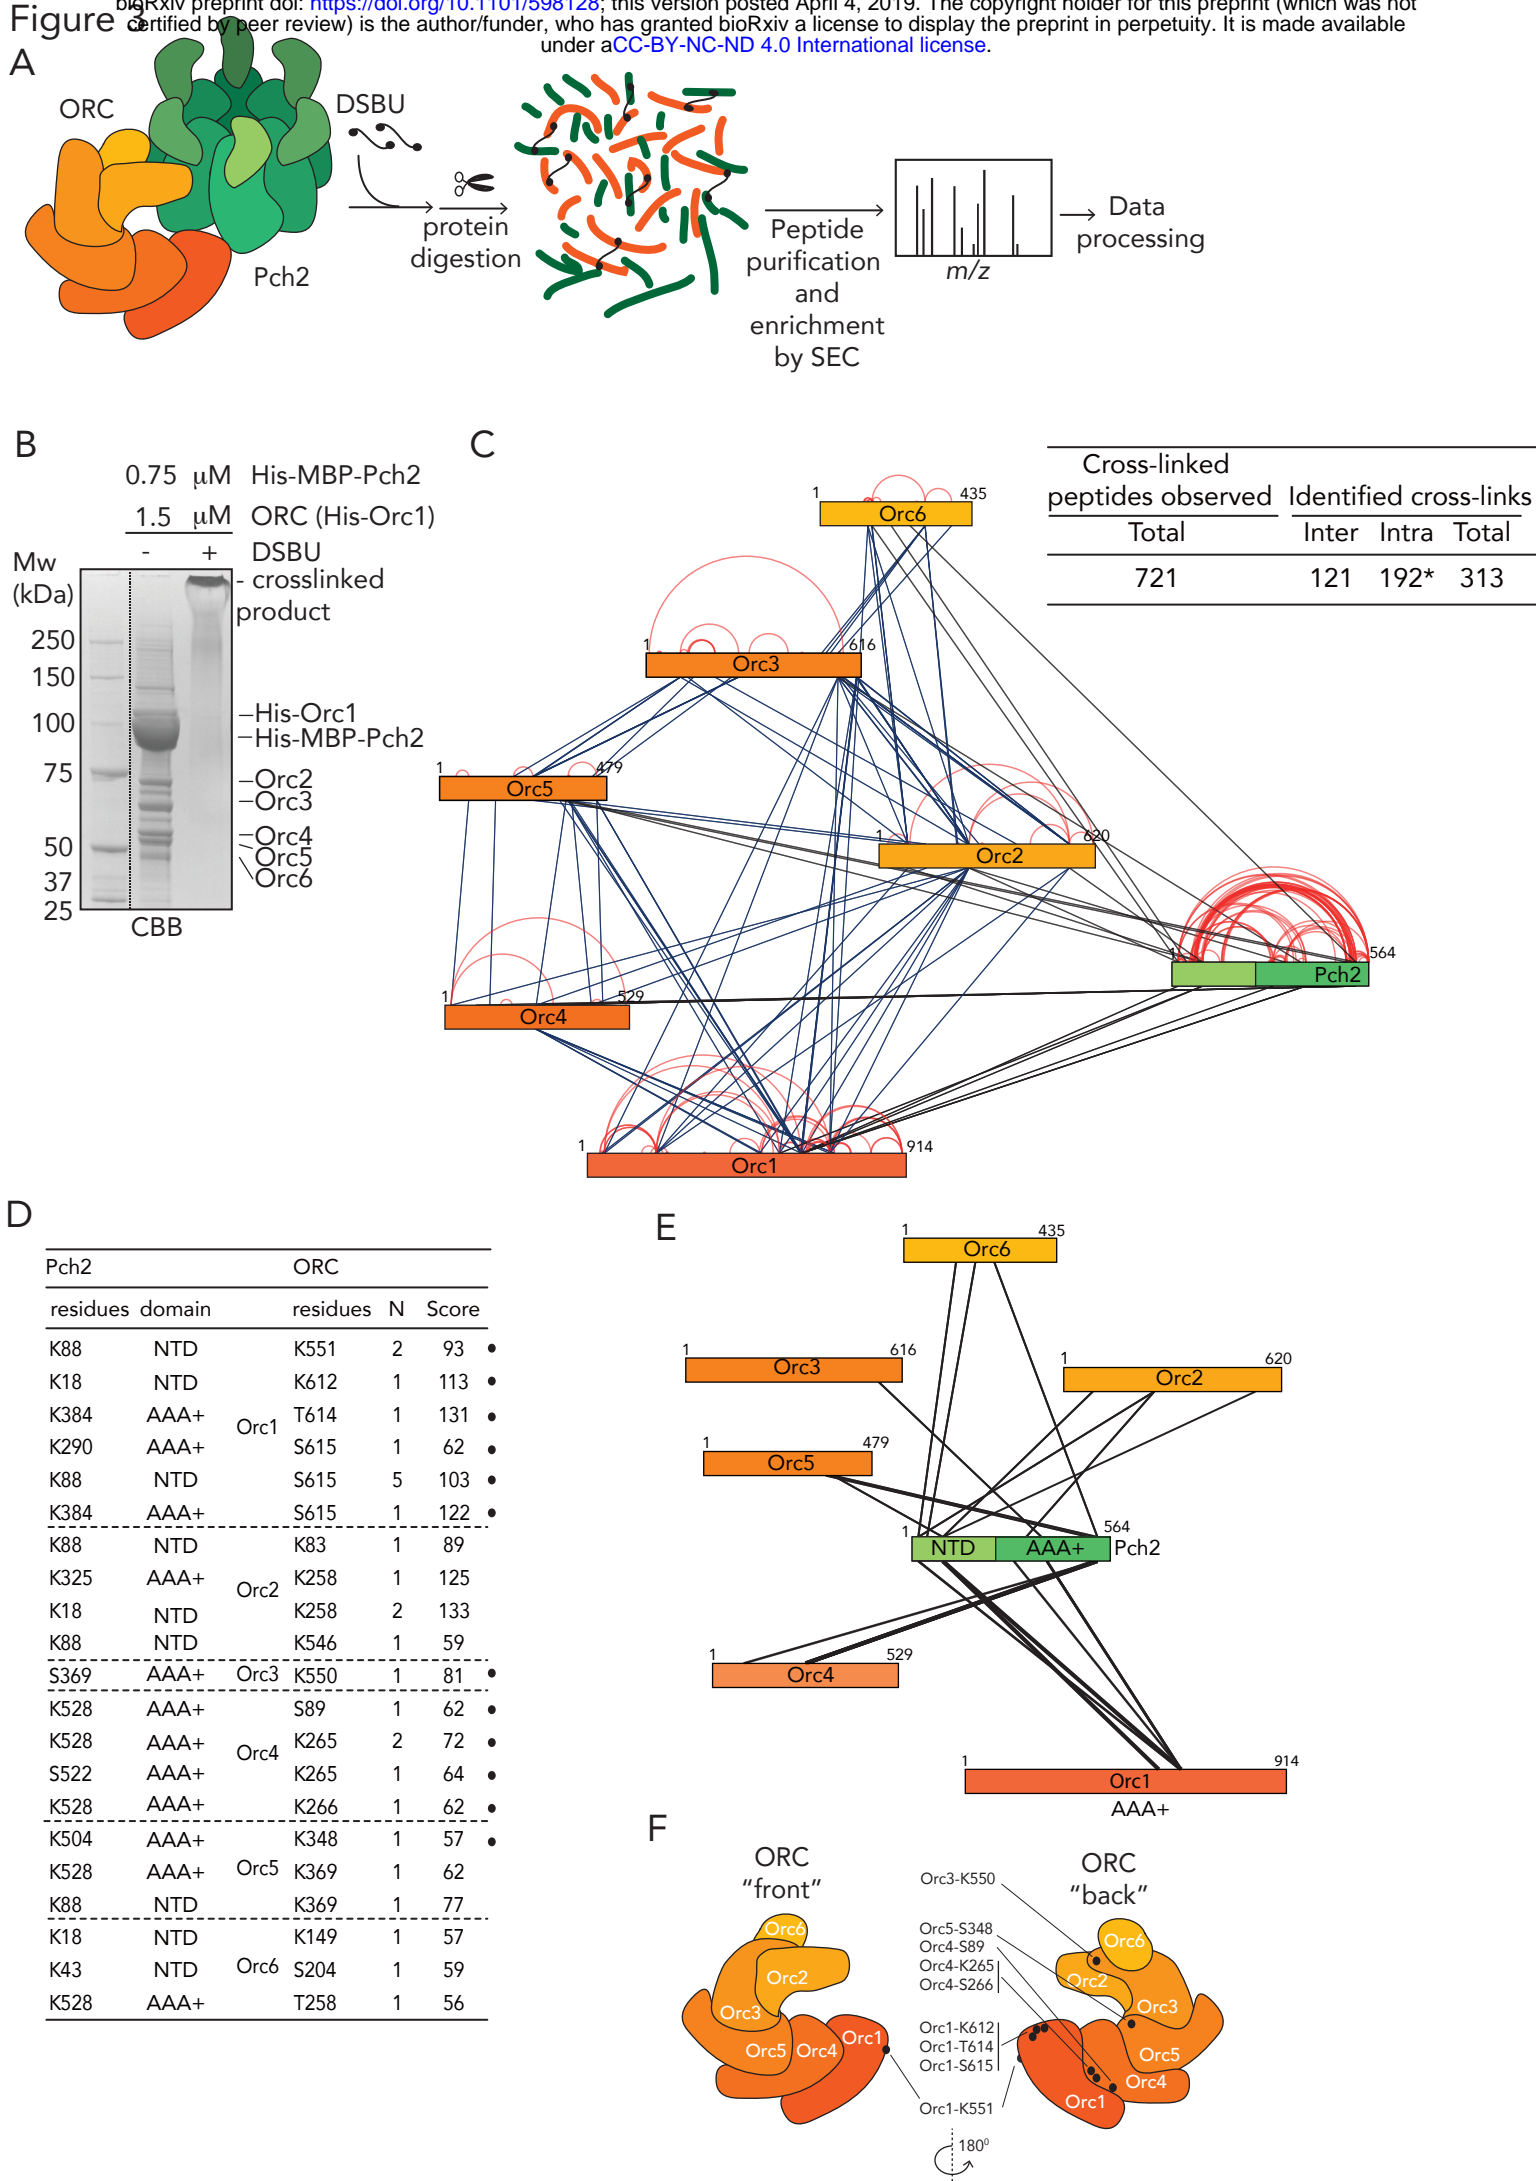 bioRxiv preprint doi: https://doi.org/10.1101/598128; this version posted April 4, 2019. The copyright holder for this preprint (which was not
certified by peer review) is the author/funder, who has granted bioRxiv a license to display the preprint in perpetuity. It is made available
under aCC-BY-NC-ND 4.0 International license.
Figure 3
A
ORC
Pch2
DSBU
protein
digestion
Peptide
purification
and
enrichment
by SEC
m/z
Data
processing
B
0.75 μM His-MBP-Pch2
1.5 μM ORC (His-Orc1)
- + DSBU
Mw
(kDa)
250
150
100
75
50
37
25
- crosslinked
product
His-Orc1
His-MBP-Pch2
Orc2
Orc3
Orc4
Orc5
Orc6
CBB
C
Cross-linked
peptides observed Identified cross-links
Total Inter Intra Total
721 121 192* 313
1 435
Orc6
1 616
Orc3
1 479
Orc5
1 620
Orc2
1 564
Pch2
1 529
Orc4
1 914
Orc1
D
Pch2 ORC
residues domain residues N Score
K88 NTD K551 2 93 •
K18 NTD K612 1 113 •
K384 AAA+ T614 1 131 •
Orc1
K290 AAA+ S615 1 62 •
K88 NTD S615 5 103 •
K384 AAA+ S615 1 122 •
K88 NTD K83 1 89
K325 AAA+ K258 1 125
Orc2
K18 NTD K258 2 133
K88 NTD K546 1 59
S369 AAA+ Orc3 K550 1 81 •
K528 AAA+ S89 1 62 •
K528 AAA+ K265 2 72 •
Orc4
S522 AAA+ K265 1 64 •
K528 AAA+ K266 1 62 •
K504 AAA+ K348 1 57 •
K528 AAA+ Orc5 K369 1 62
K88 NTD K369 1 77
K18 NTD K149 1 57
K43 NTD Orc6 S204 1 59
K528 AAA+ T258 1 56
E
1 435
Orc6
1 616
Orc3
1 620
Orc2
1 479
Orc5
1 564
NTD AAA+ Pch2
1 529
Orc4
1 914
Orc1
AAA+
F
ORC
"front"
Orc6
Orc2
Orc3
Orc5 Orc4 Orc1
Orc3-K550
Orc5-S348
Orc4-S89
Orc4-K265
Orc4-S266
Orc1-K612
Orc1-T614
Orc1-S615
Orc1-K551
180⁰
ORC
"back"
Orc6
Orc2
Orc3
Orc5
Orc4
Orc1